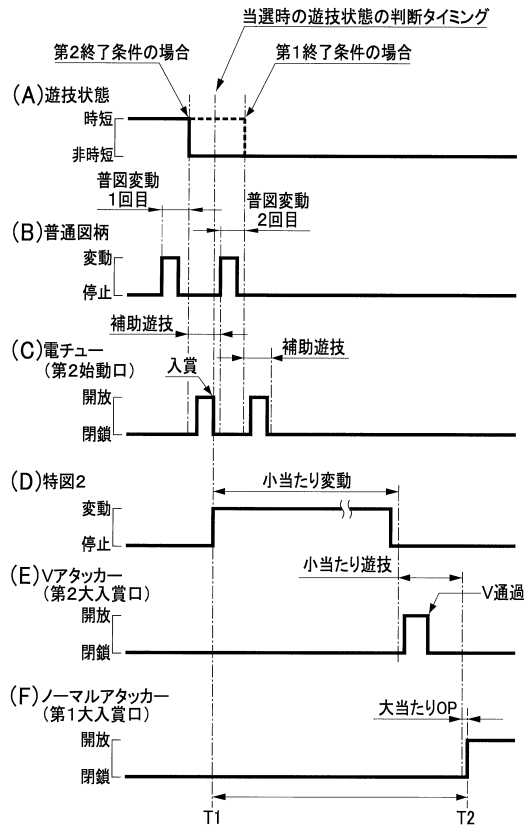 当選時の遊技状態の判断タイミング
第2終了条件の場合
第1終了条件の場合
(A)遊技状態
時短
非時短
普図変動
1回目
普図変動
2回目
(B)普通図柄
変動
停止
補助遊技
補助遊技
(C)電チュー
(第2始動口)
入賞
開放
閉鎖
(D)特図2
小当たり変動
変動
停止
小当たり遊技
(E)Vアタッカー
(第2大入賞口)
V通過
開放
閉鎖
(F)ノーマルアタッカー
(第1大入賞口)
大当たりOP
開放
閉鎖
T1
T2